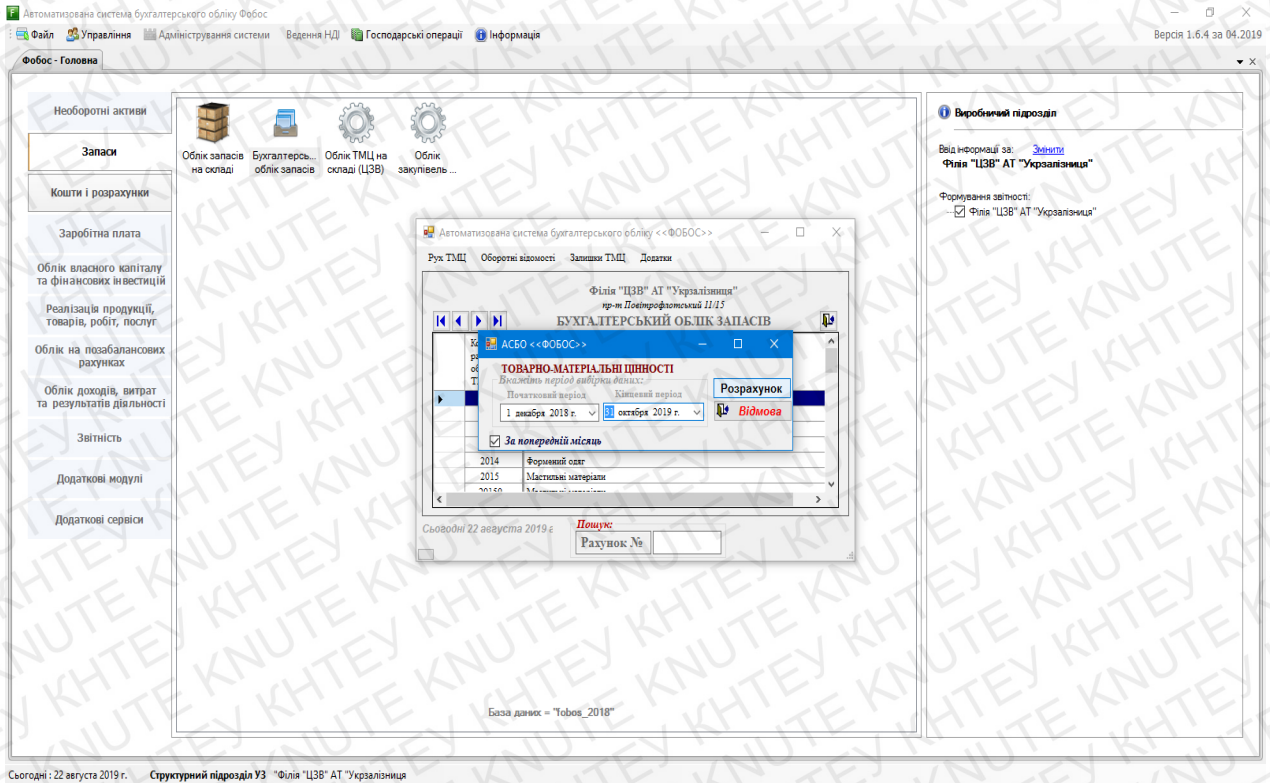 Автоматизована система бухгалтерського обліку Фобос
Файл Управління Адміністрування системи Ведення НДІ Господарські операції Інформація Версія 1.6.4 за 04.2019
Фобос - Головна
Необоротні активи
Запаси
Кошти і розрахунки
Заробітна плата
Облік власного капіталу
та фінансових інвестицій
Реалізація продукції,
товарів, робіт, послуг
Облік на позабалансових
рахунках
Облік доходів, витрат
та результатів діяльності
Звітність
Додаткові модулі
Додаткові сервіси
Облік запасів
на складі
Бухгалтерсь...
облік запасів
Облік ТМЦ на
складі (ЦЗВ)
Облік
закупівель ...
Автоматизована система бухгалтерського обліку <<ФОБОС>>
Рух ТМЦ Оборотні відомості Залишки ТМЦ Додатки
Філія "ЦЗВ" АТ "Укрзалізниця"
пр-т Повітрофлотський 11/15
БУХГАЛТЕРСЬКИЙ ОБЛІК ЗАПАСІВ
АСБО <<ФОБОС>>
ТОВАРНО-МАТЕРІАЛЬНІ ЦІННОСТІ
Вкажіть період вибірки даних:
Початковий період Кінцевий період
1 декабря 2018 г. 31 октября 2019 г.
Розрахунок
Відмова
За попередній місяць
2014 Формений одяг
2015 Мастильні матеріали
20150 Мастильні матеріали
Сьогодні 22 августа 2019 г
Пошук:
Рахунок №
База даних = "fobos_2018"
Виробничий підрозділ
Ввід інформації за: Змінити
Філія "ЦЗВ" АТ "Укрзалізниця"
Формування звітності:
Філія "ЦЗВ" АТ "Укрзалізниця"
Сьогодні : 22 августа 2019 г. Структурний підрозділ УЗ "Філія "ЦЗВ" АТ "Укрзалізниця